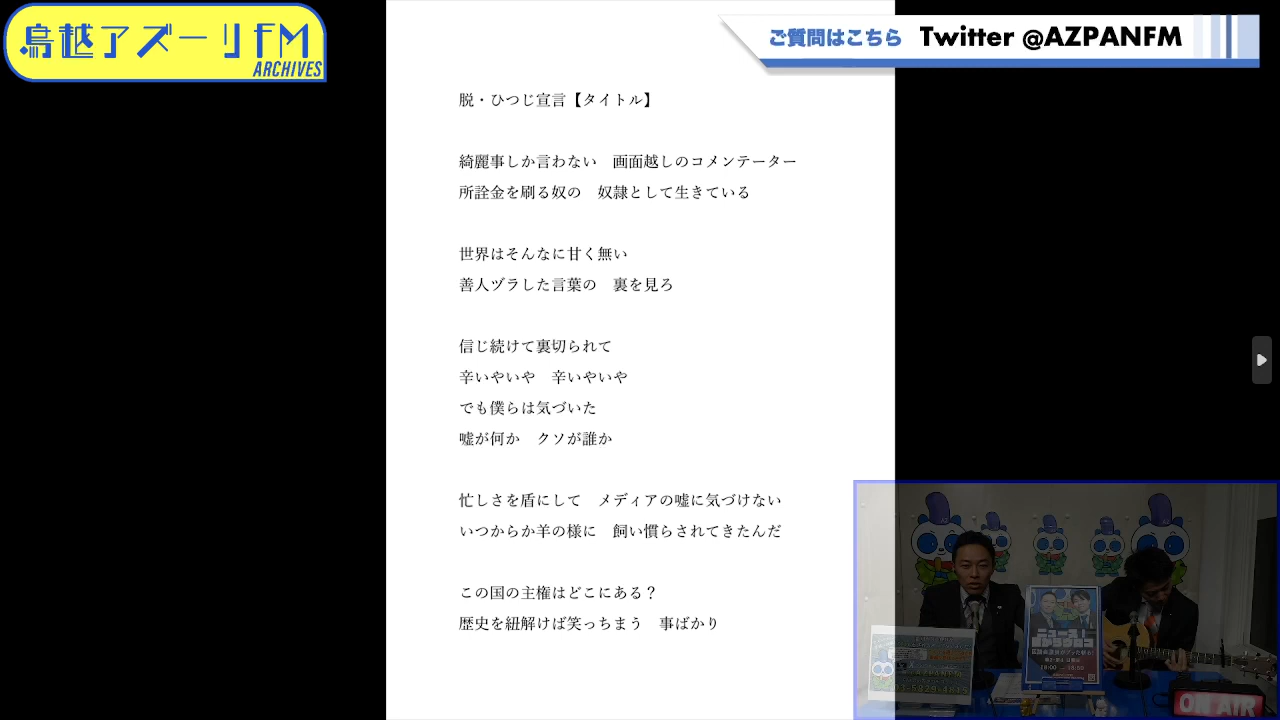 鳥越アズーリFM
ARCHIVES
ご質問はこちら Twitter @AZPANFM
脱・ひつじ宣言【タイトル】
綺麗事しか言わない　画面越しのコメンテーター
所詮金を刷る奴の　奴隷として生きている
世界はそんなに甘く無い
善人ヅラした言葉の　裏を見ろ
信じ続けて裏切られて
辛いやいや　辛いやいや
でも僕らは気づいた
嘘が何か　クソが誰か
忙しさを盾にして　メディアの嘘に気づけない
いつからか羊の様に　飼い慣らされてきたんだ
この国の主権はどこにある？
歴史を紐解けば笑っちまう　事ばかり
ON AIR